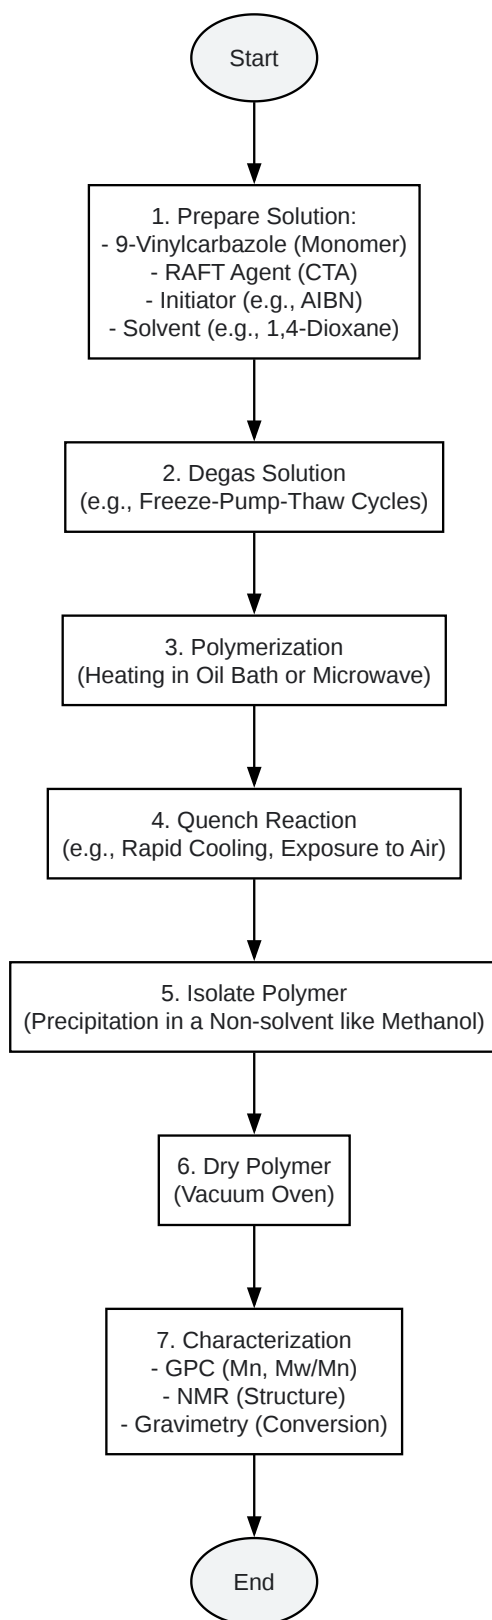 Start
1. Prepare Solution:
- 9-Vinylcarbazole (Monomer)
- RAFT Agent (CTA)
- Initiator (e.g., AIBN)
- Solvent (e.g., 1,4-Dioxane)
2. Degas Solution
(e.g., Freeze-Pump-Thaw Cycles)
3. Polymerization
(Heating in Oil Bath or Microwave)
4. Quench Reaction
(e.g., Rapid Cooling, Exposure to Air)
5. Isolate Polymer
(Precipitation in a Non-solvent like Methanol)
6. Dry Polymer
(Vacuum Oven)
7. Characterization
- GPC (Mn, Mw/Mn)
- NMR (Structure)
- Gravimetry (Conversion)
End